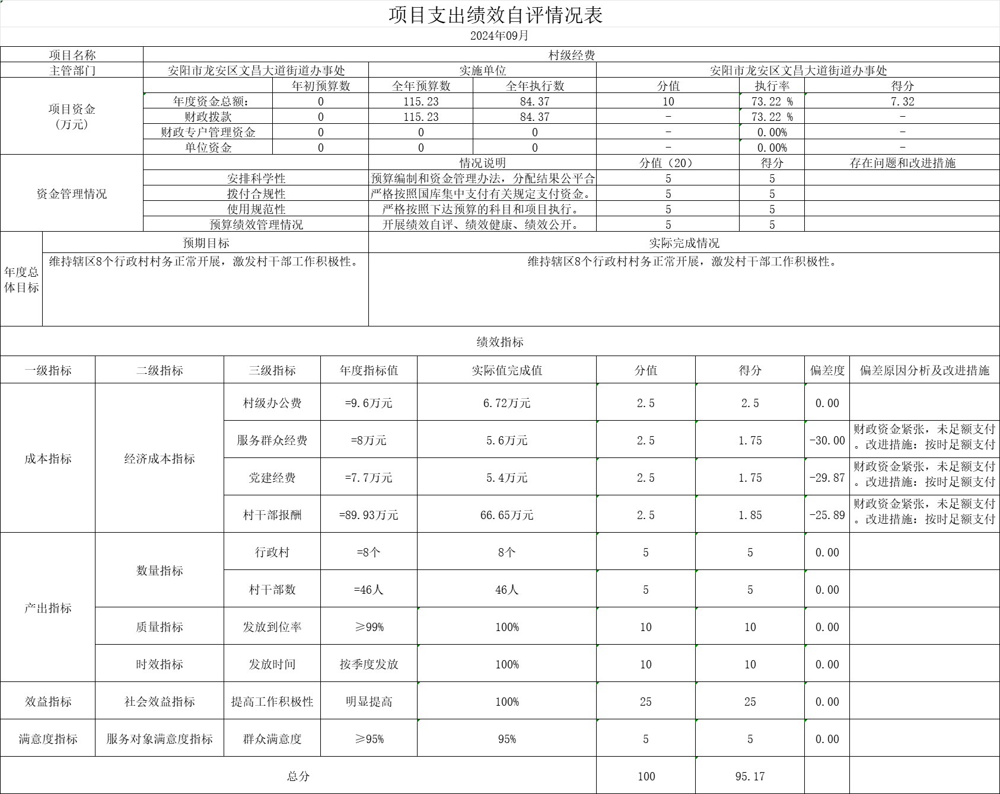 项目支出绩效自评情况表
2024年09月
项目名称 村级经费
主管部门 安阳市龙安区文昌大道街道办事处 实施单位 安阳市龙安区文昌大道街道办事处
项目资金
(万元)
年初预算数 全年预算数 全年执行数 分值 执行率 得分
年度资金总额： 0 115.23 84.37 10 73.22 % 7.32
财政拨款 0 115.23 84.37 - 73.22 % -
财政专户管理资金 0 0 0 - 0.00% -
单位资金 0 0 0 - 0.00% -
资金管理情况
情况说明 分值（20） 得分 存在问题和改进措施
安排科学性 预算编制和资金管理办法，分配结果公平合 5 5
拨付合规性 严格按照国库集中支付有关规定支付资金。 5 5
使用规范性 严格按照下达预算的科目和项目执行。 5 5
预算绩效管理情况 开展绩效自评、绩效健康、绩效公开。 5 5
年度总
体目标
预期目标 实际完成情况
维持辖区8个行政村村务正常开展，激发村干部工作积极性。 维持辖区8个行政村村务正常开展，激发村干部工作积极性。
绩效指标
一级指标 二级指标 三级指标 年度指标值 实际值完成值 分值 得分 偏差度 偏差原因分析及改进措施
成本指标 经济成本指标
村级办公费 =9.6万元 6.72万元 2.5 2.5 0.00
服务群众经费 =8万元 5.6万元 2.5 1.75 -30.00 财政资金紧张，未足额支付
。改进措施：按时足额支付
党建经费 =7.7万元 5.4万元 2.5 1.75 -29.87 财政资金紧张，未足额支付
。改进措施：按时足额支付
村干部报酬 =89.93万元 66.65万元 2.5 1.85 -25.89 财政资金紧张，未足额支付
。改进措施：按时足额支付
产出指标
数量指标
行政村 =8个 8个 5 5 0.00
村干部数 =46人 46人 5 5 0.00
质量指标 发放到位率 ≥99% 100% 10 10 0.00
时效指标 发放时间 按季度发放 100% 10 10 0.00
效益指标 社会效益指标 提高工作积极性 明显提高 100% 25 25 0.00
满意度指标 服务对象满意度指标 群众满意度 ≥95% 95% 5 5 0.00
总分 100 95.17